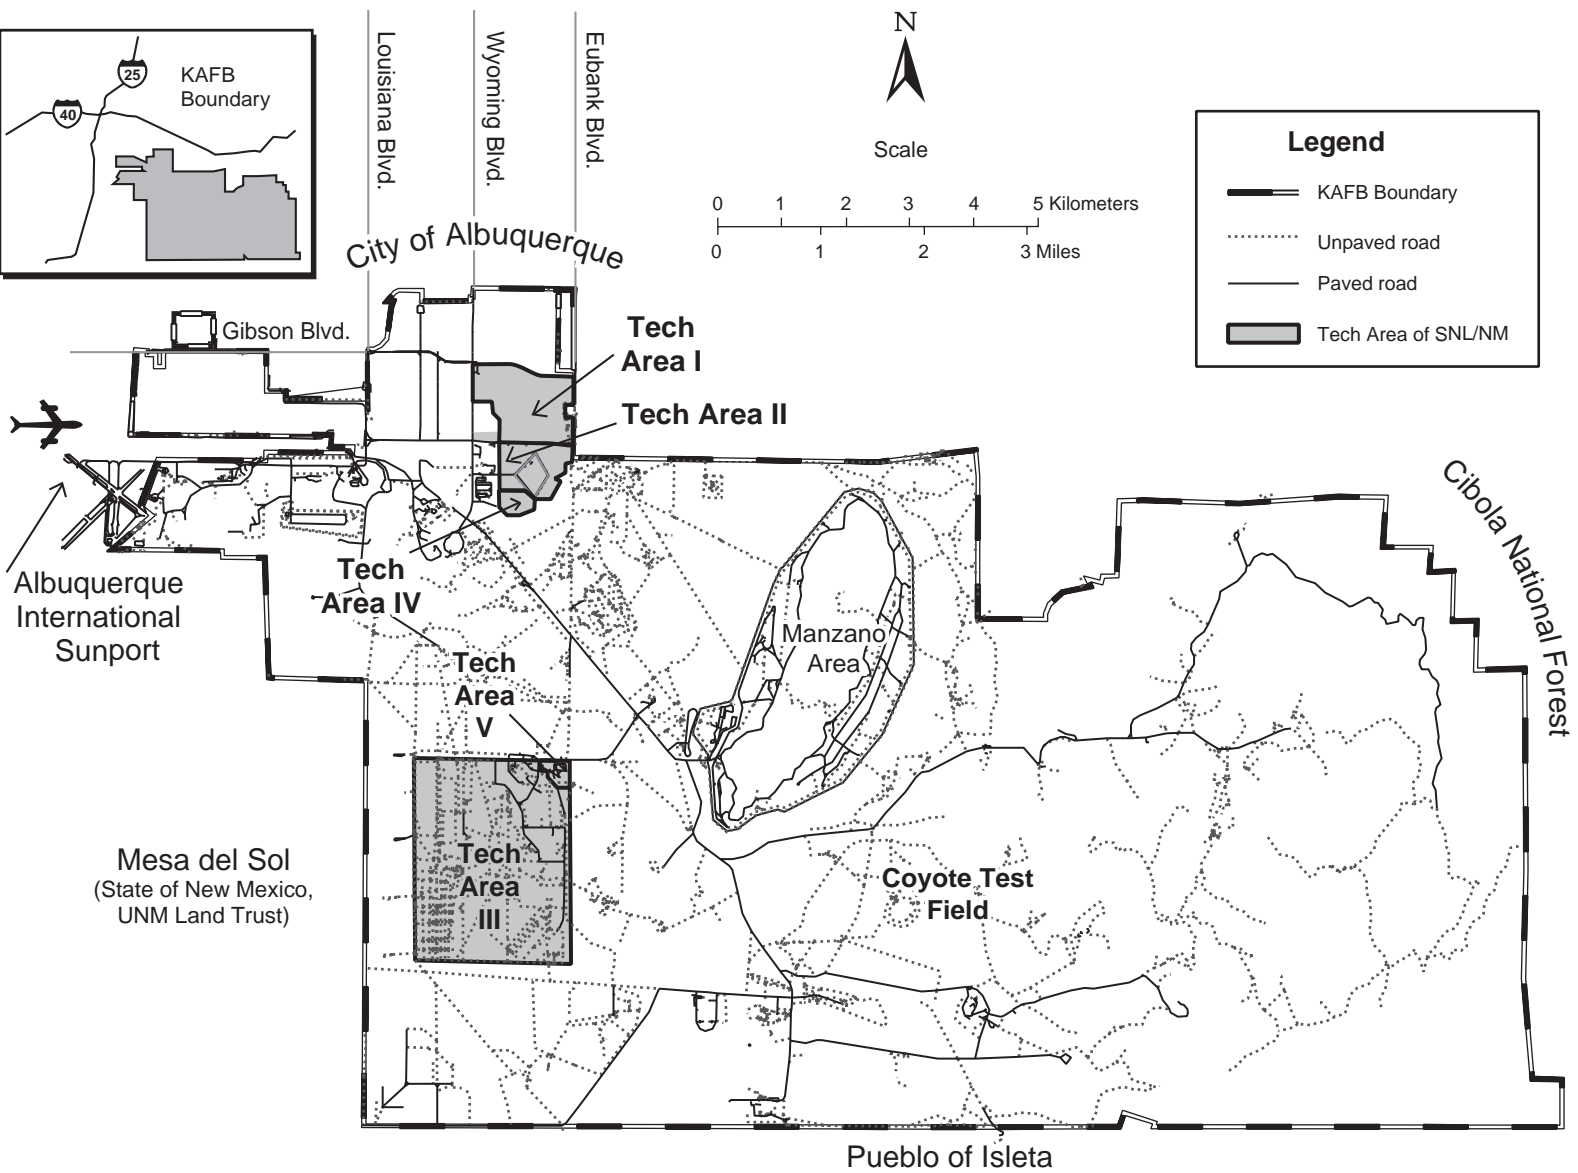 25
KAFB
Boundary
40
Louisiana Blvd.
Wyoming Blvd.
Eubank Blvd.
N
Scale
0 1 2 3 4 5 Kilometers
0 1 2 3 Miles
Legend
KAFB Boundary
Unpaved road
Paved road
Tech Area of SNL/NM
City of Albuquerque
Gibson Blvd.
Tech
Area I
Tech Area II
Cibola National Forest
Albuquerque
International
Sunport
Tech
Area IV
Manzano
Area
Tech
Area
V
Mesa del Sol
(State of New Mexico,
UNM Land Trust)
Tech
Area
III
Coyote Test
Field
Pueblo of Isleta